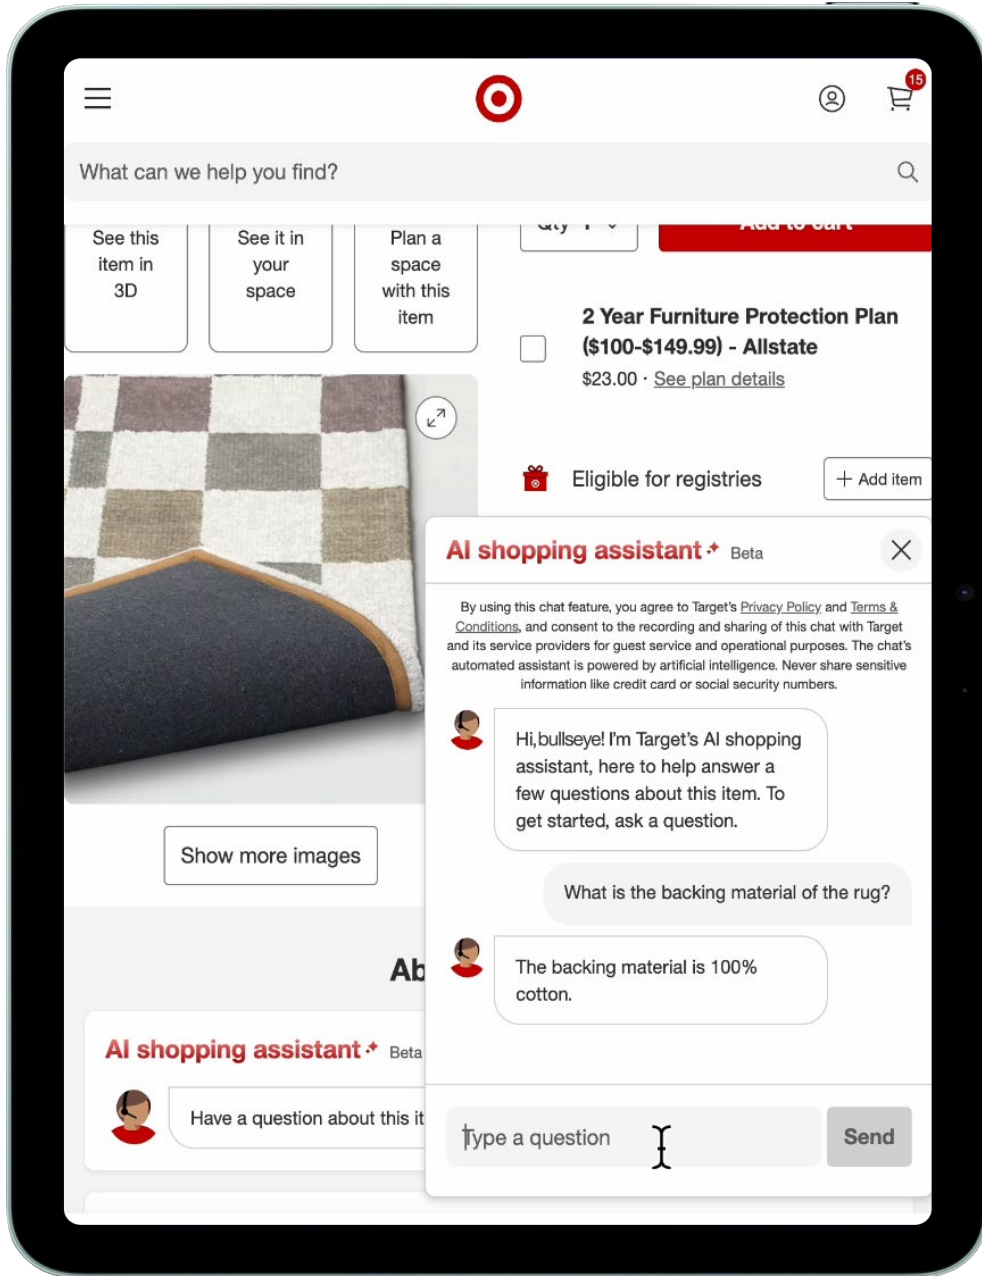 15
What can we help you find?
See this
item in
3D
See it in
your
space
Plan a
space
with this
item
Qty 1
Add to cart
2 Year Furniture Protection Plan
($100-$149.99) - Allstate
$23.00 · See plan details
Eligible for registries
+ Add item
AI shopping assistant Beta
By using this chat feature, you agree to Target's Privacy Policy and Terms &
Conditions, and consent to the recording and sharing of this chat with Target
and its service providers for guest service and operational purposes. The chat's
automated assistant is powered by artificial intelligence. Never share sensitive
information like credit card or social security numbers.
Hi,bullseye! I'm Target's AI shopping
assistant, here to help answer a
few questions about this item. To
get started, ask a question.
What is the backing material of the rug?
The backing material is 100%
cotton.
Type a question
Send
Show more images
Ab
AI shopping assistant Beta
Have a question about this it